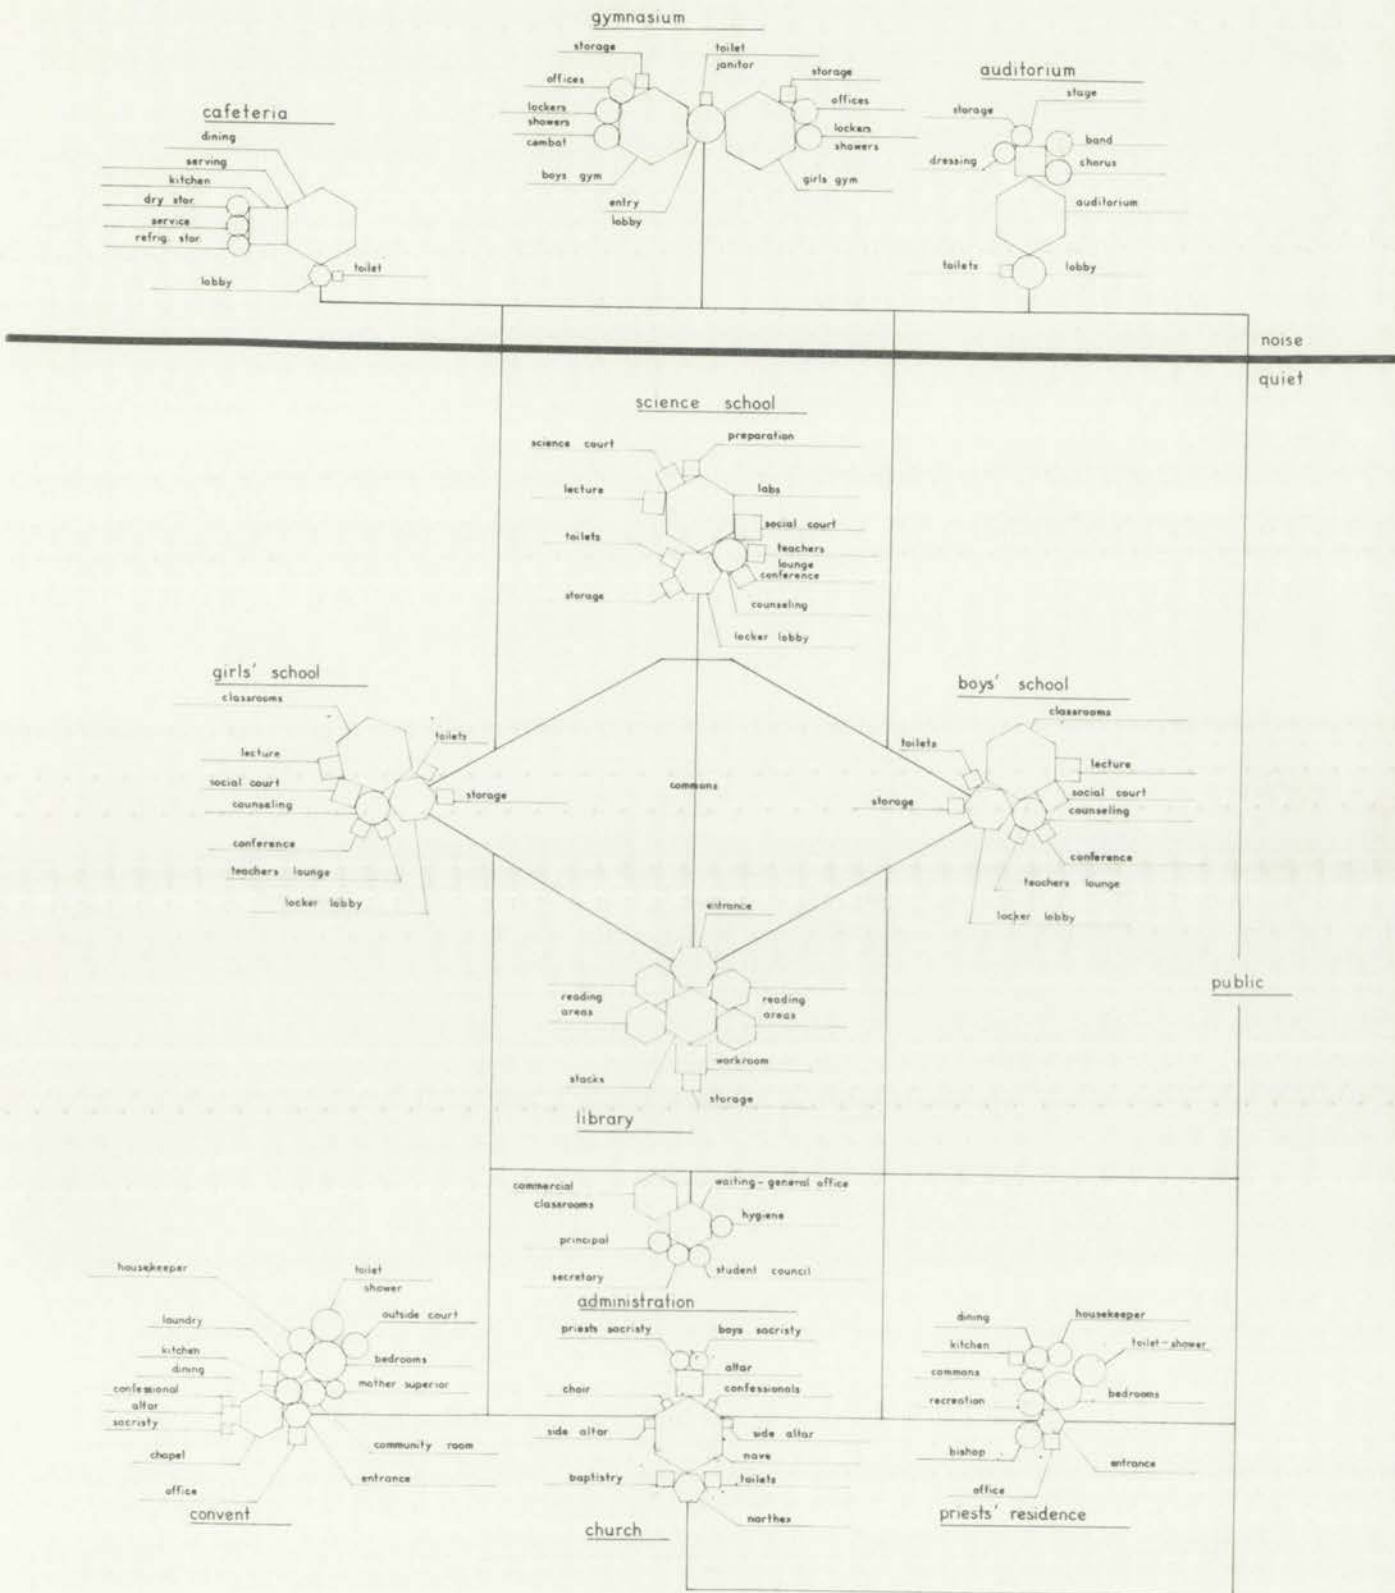 gymnasium
storage
toilet
janitor
storage
offices
offices
lockers
showers
combat
lockers
showers
boys gym
girls gym
entry
lobby
auditorium
stage
storage
band
dressing
chorus
auditorium
toilets
lobby
cafeteria
dining
serving
kitchen
dry stor.
service
refrig. stor.
toilet
lobby
noise
quiet
science school
science court
preparation
lecture
labs
social court
toilets
teachers
lounge
conference
storage
counseling
locker lobby
girls' school
classrooms
toilets
lecture
social court
storage
counseling
conference
teachers lounge
locker lobby
commons
boys' school
classrooms
toilets
lecture
social court
storage
counseling
conference
teachers lounge
locker lobby
entrance
reading
areas
reading
areas
workroom
stacks
storage
library
public
commercial
classrooms
waiting-general office
hygiene
principal
secretary
student council
administration
housekeeper
toilet
shower
outside court
laundry
kitchen
dining
bedrooms
mother superior
confessional
altar
sacristy
chapel
community room
office
entrance
convent
priests sacristy
boys sacristy
altar
choir
confessionals
side altar
side altar
nave
baptistry
toilets
narthex
church
dining
housekeeper
kitchen
toilet-shower
commons
bedrooms
recreation
bishop
entrance
office
priests' residence